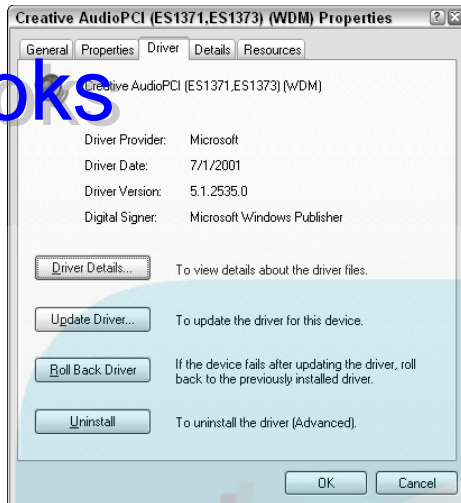 Creative AudioPCI (ES1371,ES1373) (WDM) Properties
General Properties Driver Details Resources
oks
Creative AudioPCI (ES1371,ES1373) (WDM)
Driver Provider: Microsoft
Driver Date: 7/1/2001
Driver Version: 5.1.2535.0
Digital Signer: Microsoft Windows Publisher
Driver Details... To view details about the driver files.
Update Driver... To update the driver for this device.
Roll Back Driver If the device fails after updating the driver, roll
back to the previously installed driver.
Uninstall To uninstall the driver (Advanced).
OK Cancel